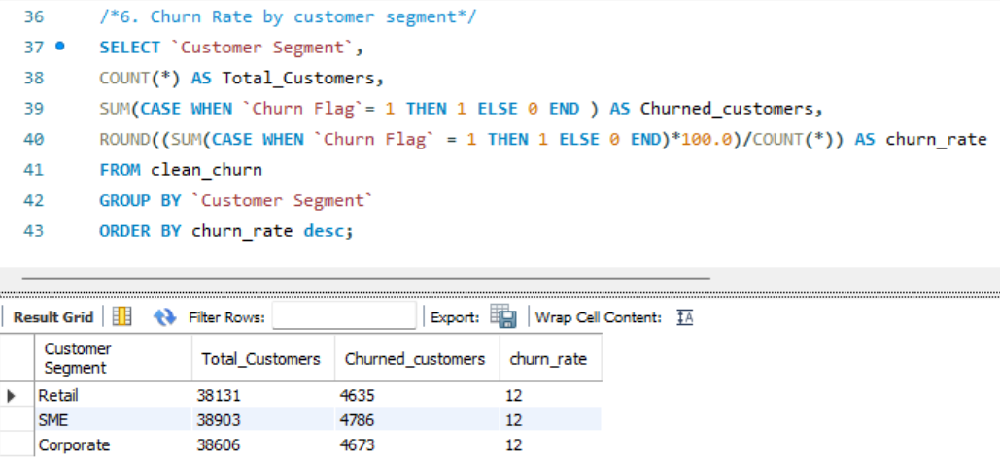 36 /*6. Churn Rate by customer segment*/
37 SELECT `Customer Segment`,
38 COUNT(*) AS Total_Customers,
39 SUM(CASE WHEN `Churn Flag`= 1 THEN 1 ELSE 0 END ) AS Churned_customers,
40 ROUND((SUM(CASE WHEN `Churn Flag` = 1 THEN 1 ELSE 0 END)*100.0)/COUNT(*)) AS churn_rate
41 FROM clean_churn
42 GROUP BY `Customer Segment`
43 ORDER BY churn_rate desc;
Result Grid Filter Rows: Export: Wrap Cell Content: IA
Customer Segment Total_Customers Churned_customers churn_rate
Retail 38131 4635 12
SME 38903 4786 12
Corporate 38606 4673 12